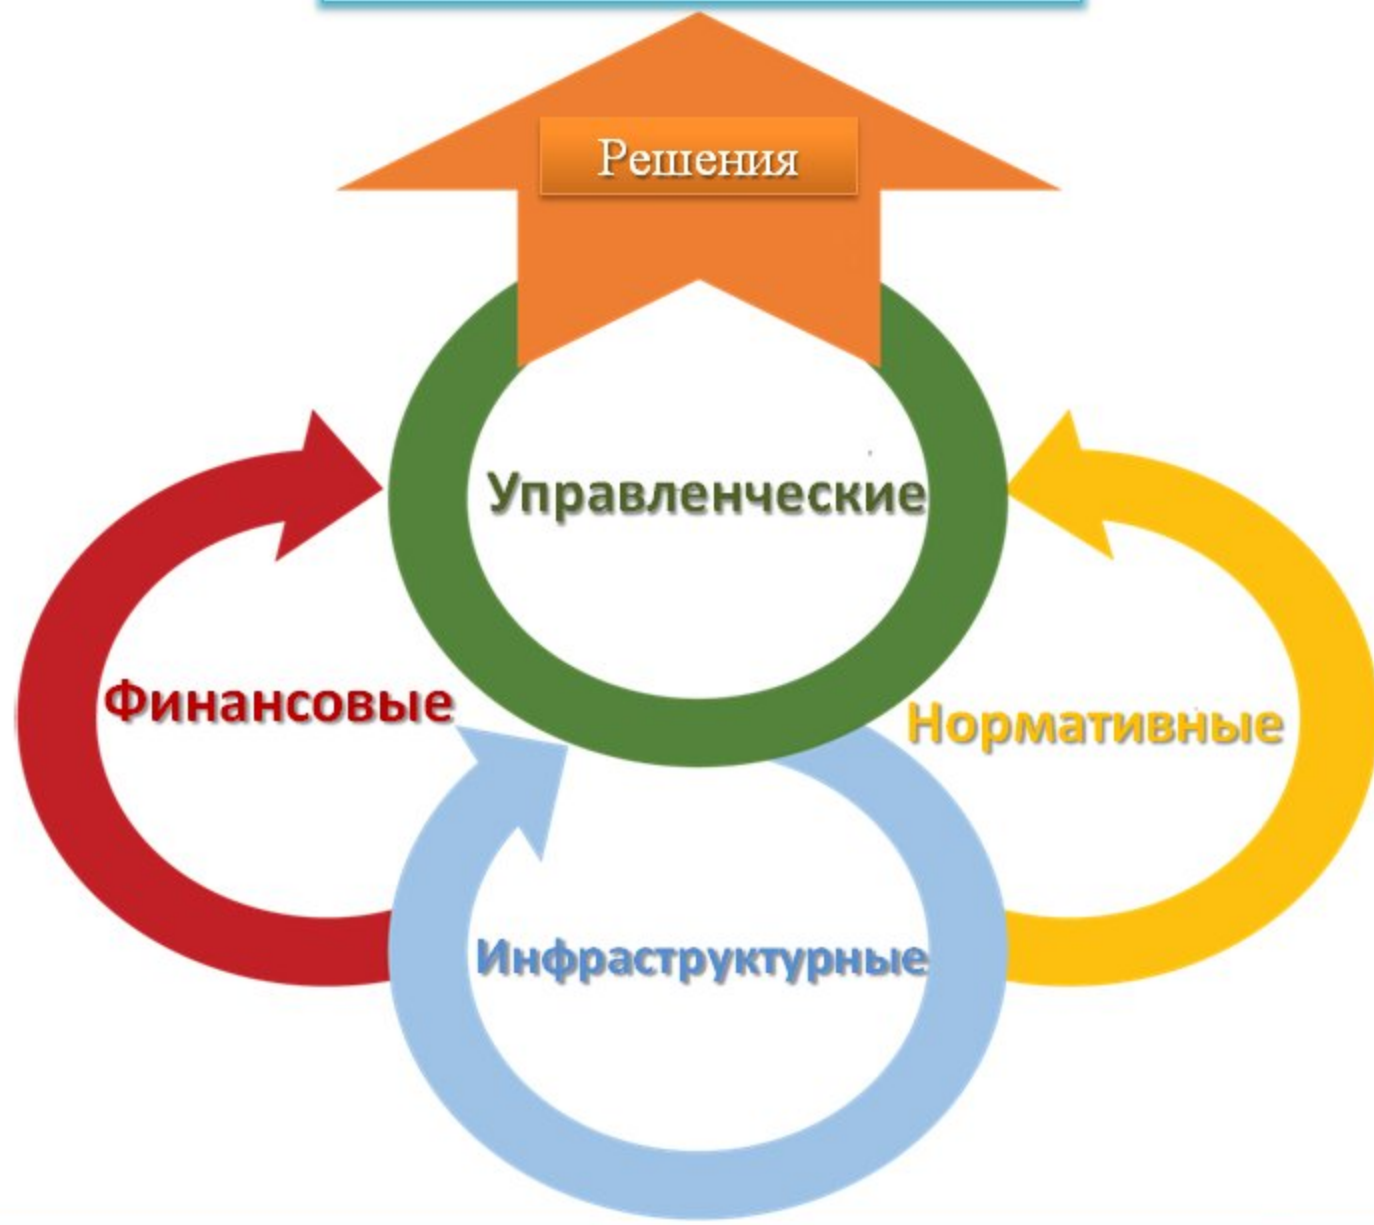 Решения
Управленческие
Финансовые
Нормативные
Инфраструктурные